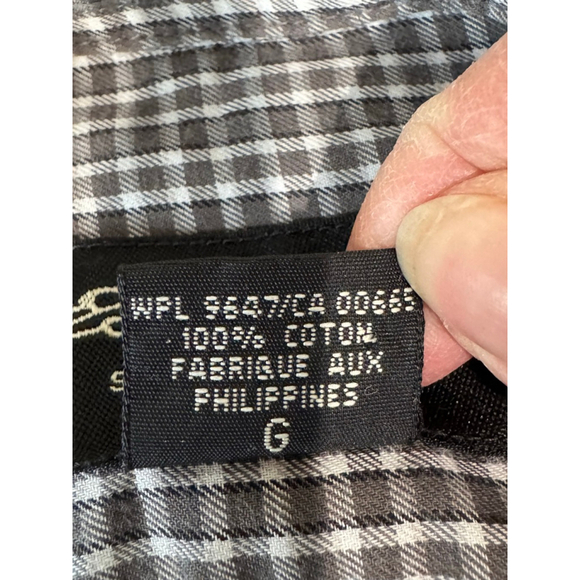 WPL 9647/CA 00665
100% COTON
FABRIQUE AUX
PHILIPPINES
G